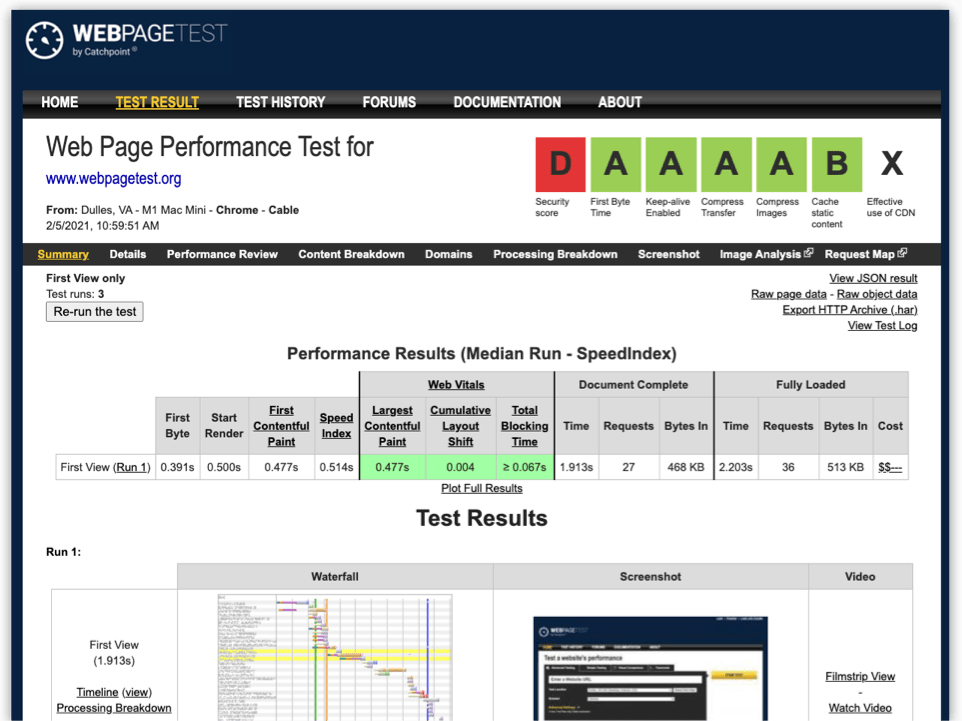 WEBPAGETEST
by Catchpoint®
HOME TEST RESULT TEST HISTORY FORUMS DOCUMENTATION ABOUT
Web Page Performance Test for
www.webpagetest.org
From: Dulles, VA - M1 Mac Mini - Chrome - Cable
2/5/2021, 10:59:51 AM
D A A A A B X
Security score
First Byte Time
Keep-alive Enabled
Compress Transfer
Compress Images
Cache static content
Effective use of CDN
Summary Details Performance Review Content Breakdown Domains Processing Breakdown Screenshot Image Analysis Request Map
First View only
Test runs: 3
Re-run the test
View JSON result
Raw page data - Raw object data
Export HTTP Archive (.har)
View Test Log
Performance Results (Median Run - SpeedIndex)
Web Vitals Document Complete Fully Loaded
First Byte Start Render First Contentful Paint Speed Index Largest Contentful Paint Cumulative Layout Shift Total Blocking Time Time Requests Bytes In Time Requests Bytes In Cost
First View (Run 1) 0.391s 0.500s 0.477s 0.514s 0.477s 0.004 ≥ 0.067s 1.913s 27 468 KB 2.203s 36 513 KB $$---
Plot Full Results
Test Results
Run 1:
Waterfall Screenshot Video
First View
(1.913s)
Timeline (view)
Processing Breakdown
WEBPAGETEST
Test a website's performance
Enter a Website URL
Filmstrip View
-
Watch Video